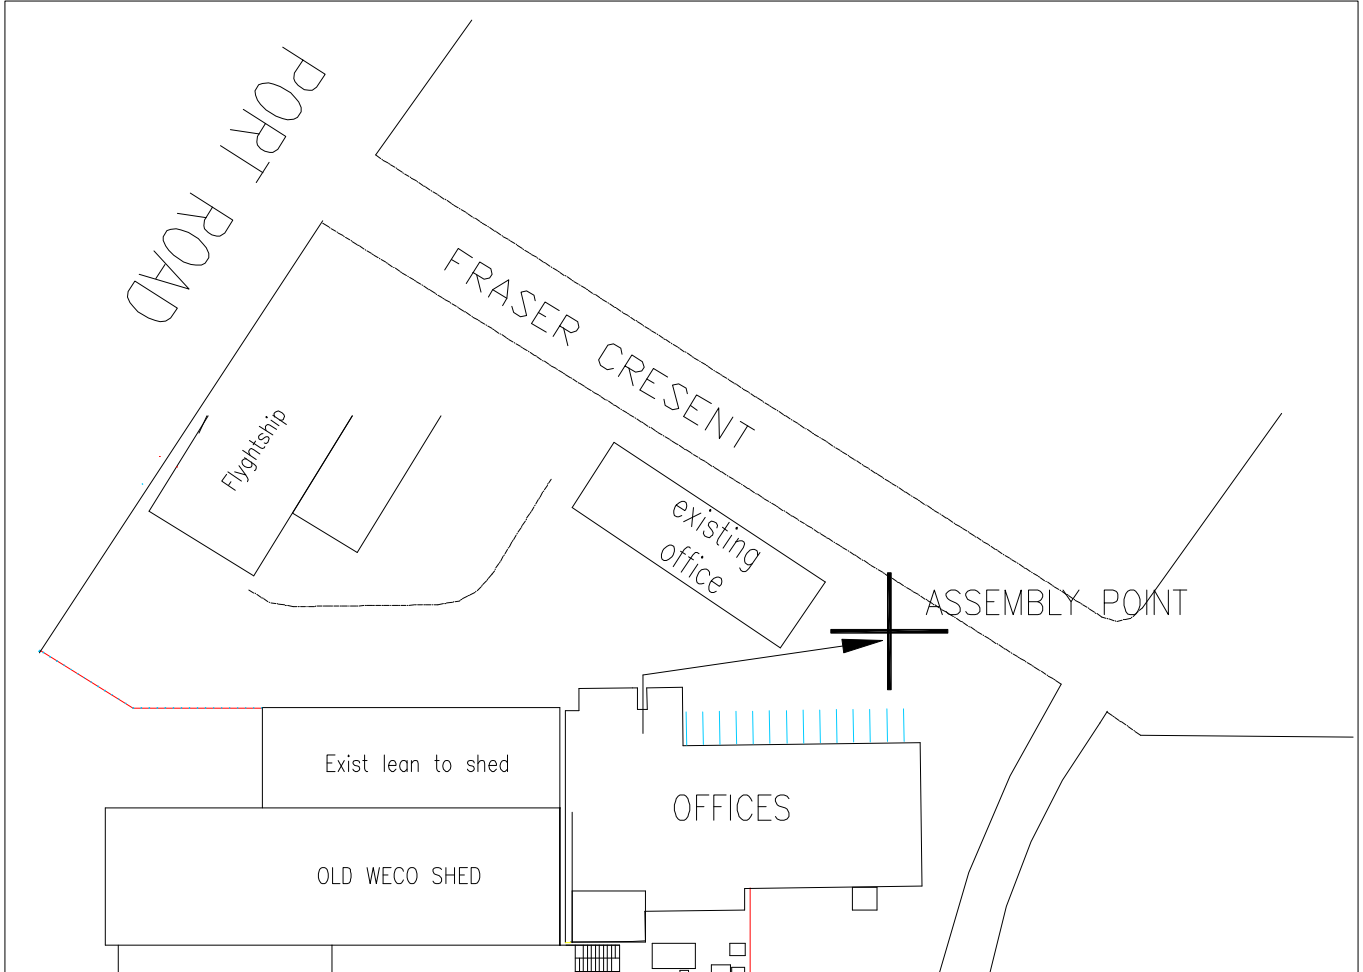 PORT ROAD
FRASER CRESENT
Flyghtship
existing
office
ASSEMBLY POINT
Exist lean to shed
OFFICES
OLD WECO SHED